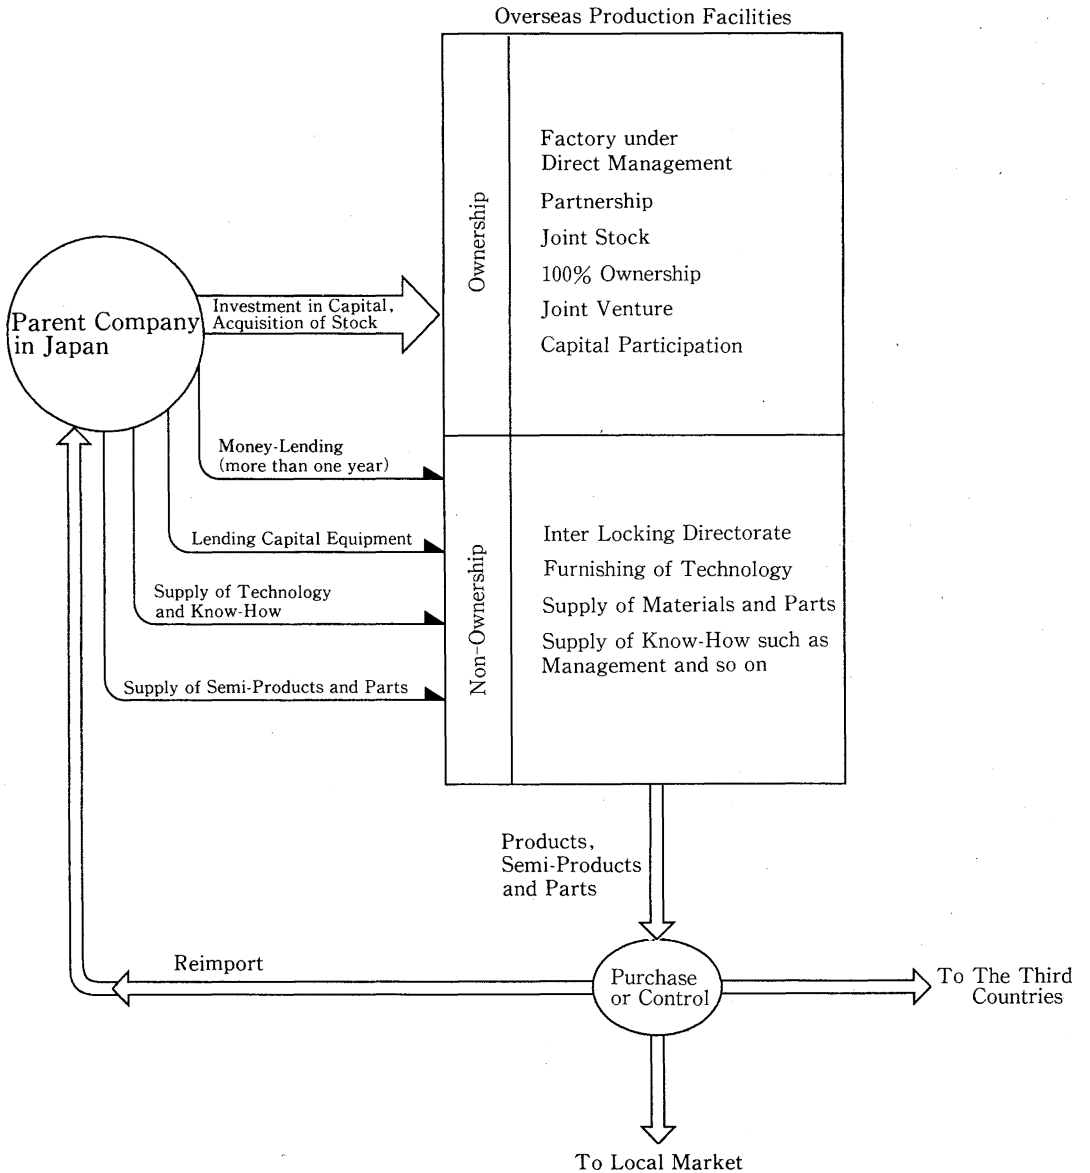 Overseas Production Facilities
Ownership
Factory under
Direct Management
Partnership
Joint Stock
100% Ownership
Joint Venture
Capital Participation
Parent Company
in Japan
Investment in Capital,
Acquisition of Stock
Money-Lending
(more than one year)
Lending Capital Equipment
Supply of Technology
and Know-How
Supply of Semi-Products and Parts
Non-Ownership
Inter Locking Directorate
Furnishing of Technology
Supply of Materials and Parts
Supply of Know-How such as
Management and so on
Products,
Semi-Products
and Parts
Reimport
Purchase
or Control
To The Third
Countries
To Local Market